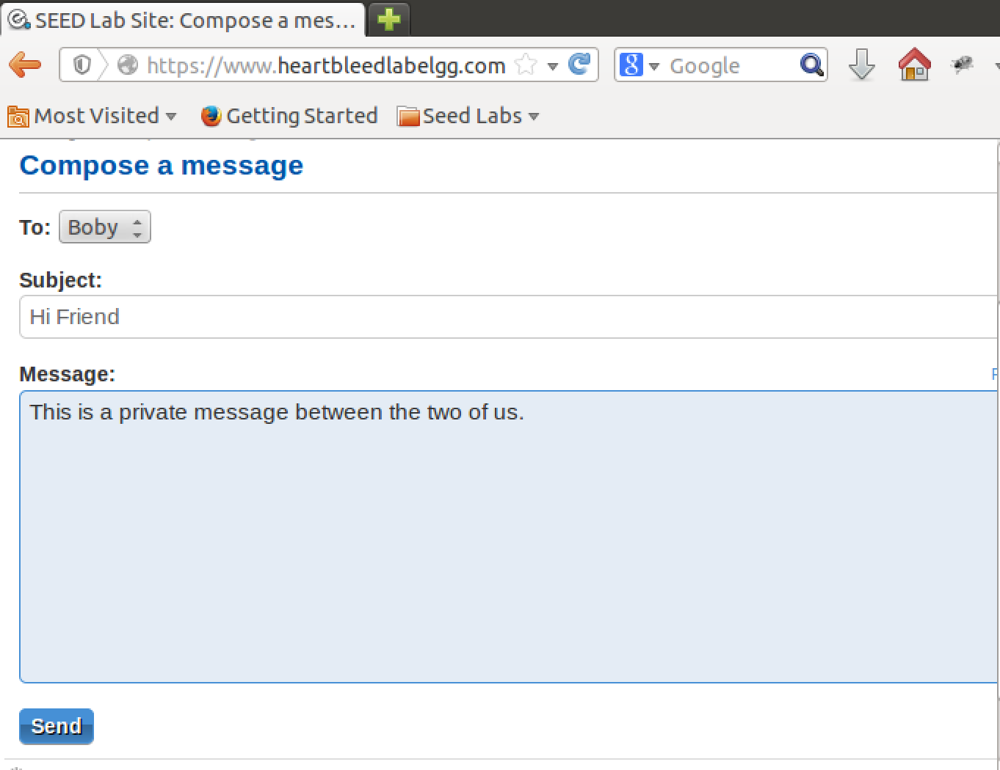 SEED Lab Site: Compose a mes...
https://www.heartbleedlabelgg.com
8 Google
Most Visited Getting Started Seed Labs
Compose a message
To: Boby
Subject:
Hi Friend
Message:
This is a private message between the two of us.
Send